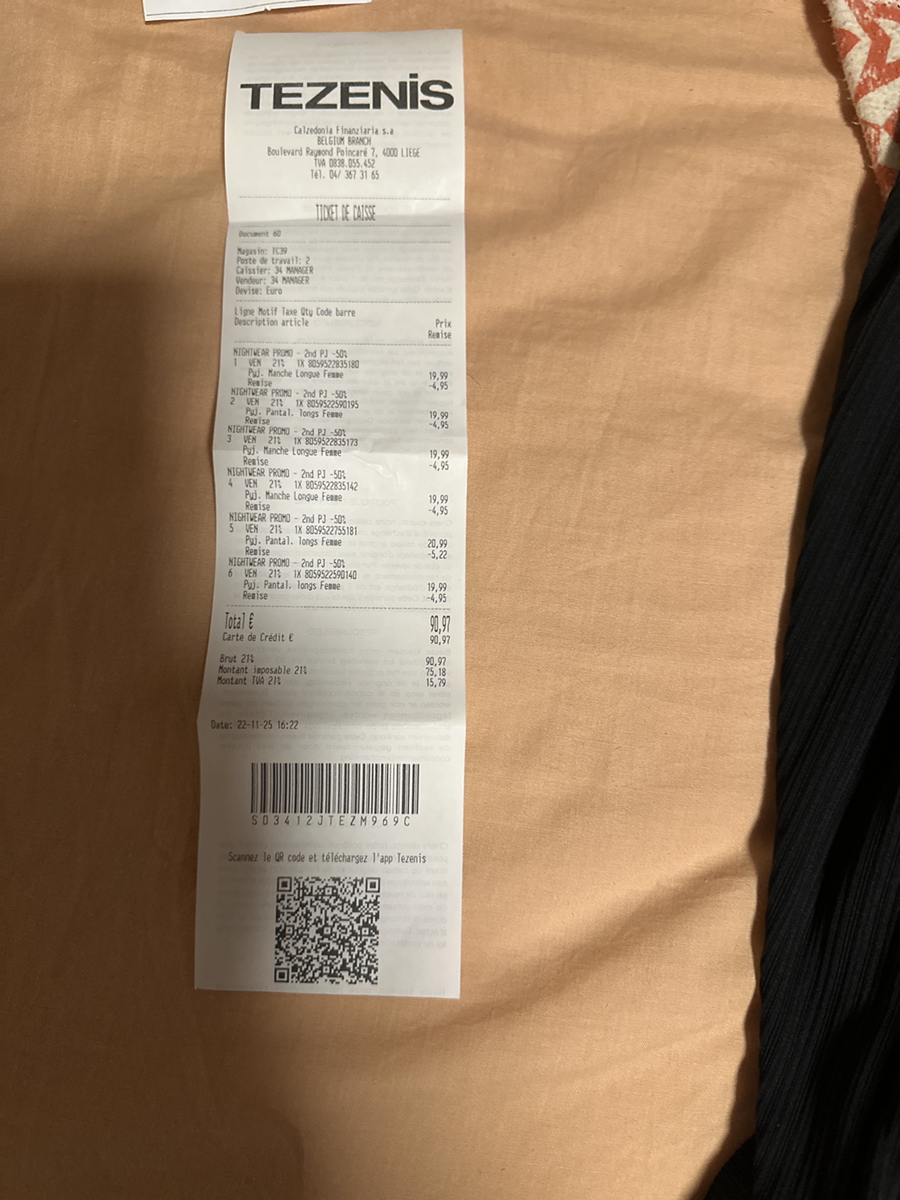 TEZENiS
Calzedonia Finanziaria s.a
BELGIUM BRANCH
Boulevard Raymond Poincaré 7, 4000 LIEGE
TVA 0838.055.452
Tél. 04/ 367 31 65
TICKET DE CAISSE
Document 60
Magasin: TC39
Poste de travail: 2
Caissier: 34 MANAGER
Vendeur: 34 MANAGER
Devise: Euro
Ligne Motif Taxe Qty Code barre
Description article Prix
Remise
NIGHTWEAR PROMO - 2nd PJ -50%
1 VEN 21% 1X 8059522835180
Pyj. Manche Longue Femme 19,99
Remise -4,95
NIGHTWEAR PROMO - 2nd PJ -50%
2 VEN 21% 1X 8059522590195
Pyj. Pantal. longs Femme 19,99
Remise -4,95
NIGHTWEAR PROMO - 2nd PJ -50%
3 VEN 21% 1X 8059522835173
Pyj. Manche Longue Femme 19,99
Remise -4,95
NIGHTWEAR PROMO - 2nd PJ -50%
4 VEN 21% 1X 8059522835142
Pyj. Manche Longue Femme 19,99
Remise -4,95
NIGHTWEAR PROMO - 2nd PJ -50%
5 VEN 21% 1X 8059522755181
Pyj. Pantal. longs Femme 20,99
Remise -5,22
NIGHTWEAR PROMO - 2nd PJ -50%
6 VEN 21% 1X 8059522590140
Pyj. Pantal. longs Femme 19,99
Remise -4,95
Total € 90,97
Carte de Crédit € 90,97
Brut 21% 90,97
Montant imposable 21% 75,18
Montant TVA 21% 15,79
Date: 22-11-25 16:22
SD3412JTEZM969C
Scannez le QR code et téléchargez l'app Tezenis